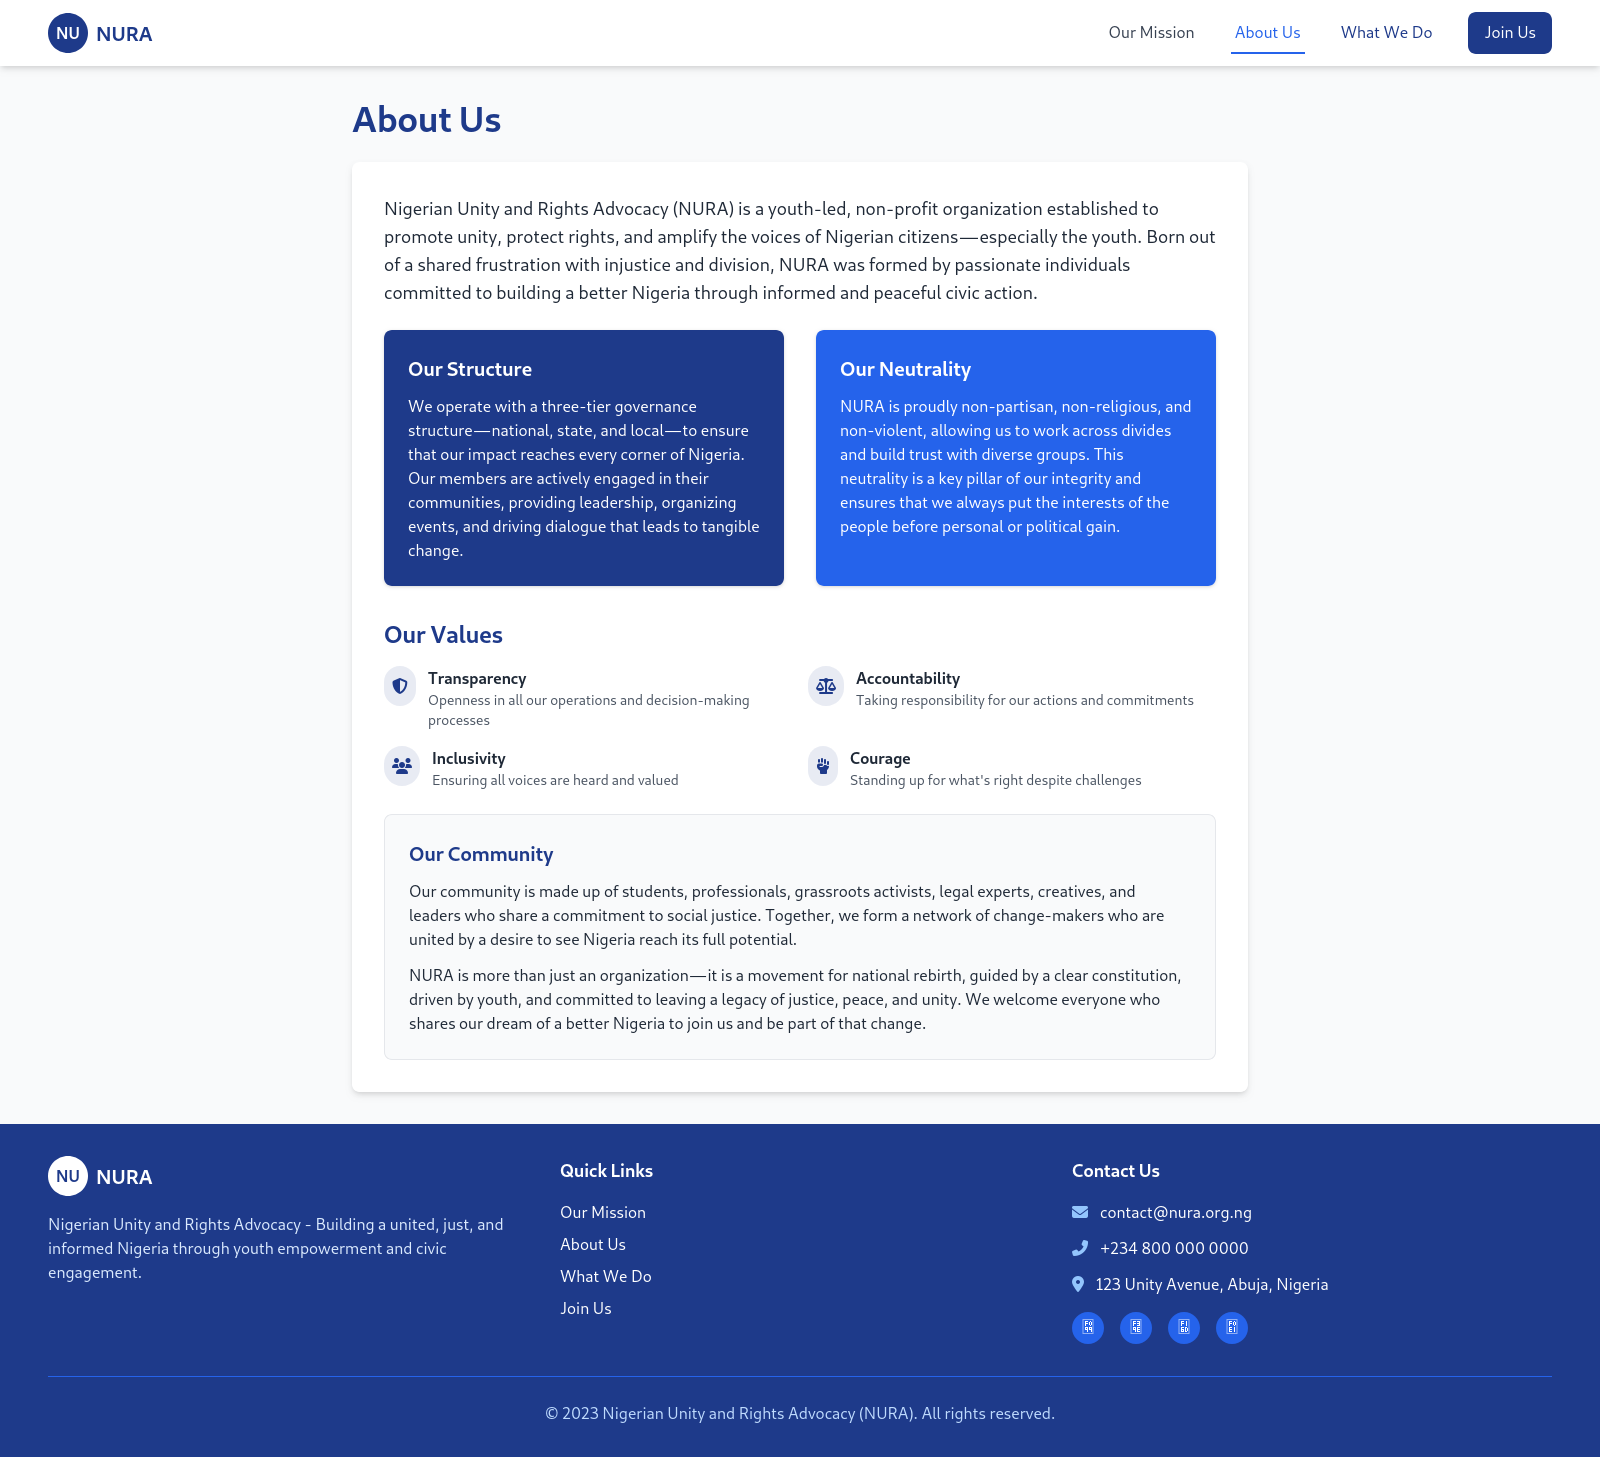 NU NURA
Our Mission
About Us
What We Do
Join Us
About Us
Nigerian Unity and Rights Advocacy (NURA) is a youth-led, non-profit organization established to
promote unity, protect rights, and amplify the voices of Nigerian citizens—especially the youth. Born out
of a shared frustration with injustice and division, NURA was formed by passionate individuals
committed to building a better Nigeria through informed and peaceful civic action.
Our Structure
We operate with a three-tier governance
structure—national, state, and local—to ensure
that our impact reaches every corner of Nigeria.
Our members are actively engaged in their
communities, providing leadership, organizing
events, and driving dialogue that leads to tangible
change.
Our Neutrality
NURA is proudly non-partisan, non-religious, and
non-violent, allowing us to work across divides
and build trust with diverse groups. This
neutrality is a key pillar of our integrity and
ensures that we always put the interests of the
people before personal or political gain.
Our Values
Transparency
Openness in all our operations and decision-making
processes
Accountability
Taking responsibility for our actions and commitments
Inclusivity
Ensuring all voices are heard and valued
Courage
Standing up for what's right despite challenges
Our Community
Our community is made up of students, professionals, grassroots activists, legal experts, creatives, and
leaders who share a commitment to social justice. Together, we form a network of change-makers who are
united by a desire to see Nigeria reach its full potential.
NURA is more than just an organization—it is a movement for national rebirth, guided by a clear constitution,
driven by youth, and committed to leaving a legacy of justice, peace, and unity. We welcome everyone who
shares our dream of a better Nigeria to join us and be part of that change.
NU NURA
Nigerian Unity and Rights Advocacy - Building a united, just, and
informed Nigeria through youth empowerment and civic
engagement.
Quick Links
Our Mission
About Us
What We Do
Join Us
Contact Us
contact@nura.org.ng
+234 800 000 0000
123 Unity Avenue, Abuja, Nigeria
© 2023 Nigerian Unity and Rights Advocacy (NURA). All rights reserved.